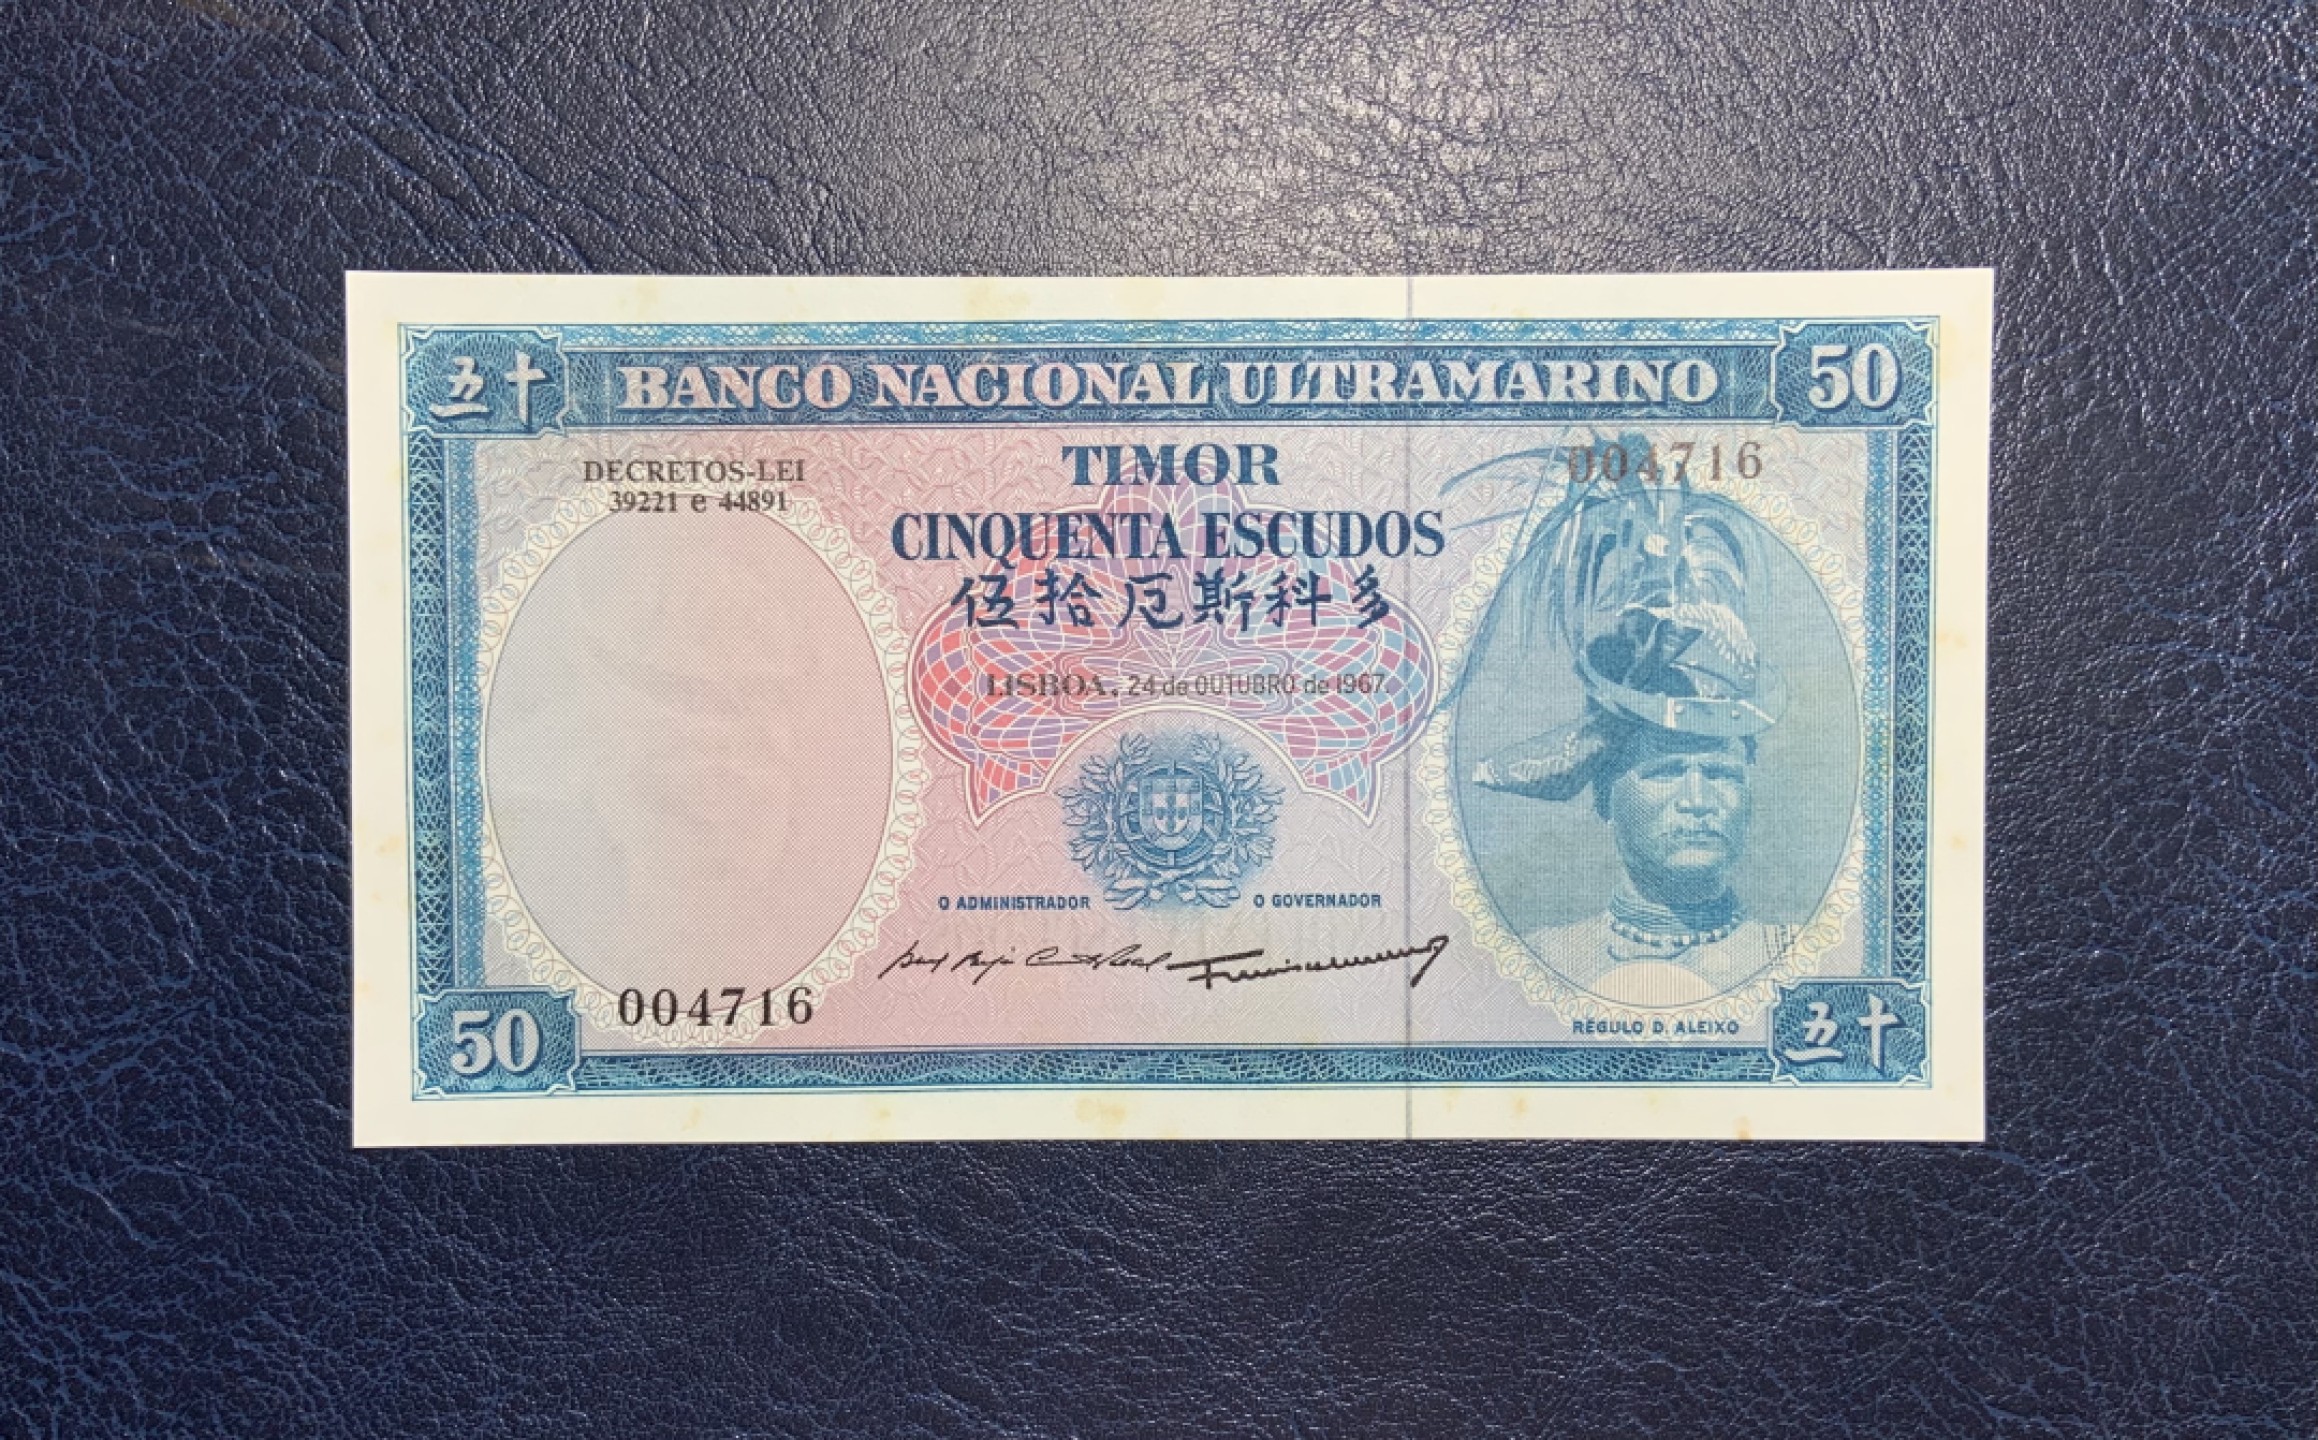 五十 BANCO NACIONAL ULTRAMARINO 50
DECRETOS-LEI
39221 e 44891
TIMOR
004716
CINQUENTA ESCUDOS
伍拾厄斯科多
LISBOA, 24 de OUTUBRO de 1967.
O ADMINISTRADOR O GOVERNADOR
004716
RÉGULO D. ALEIXO
50 五十